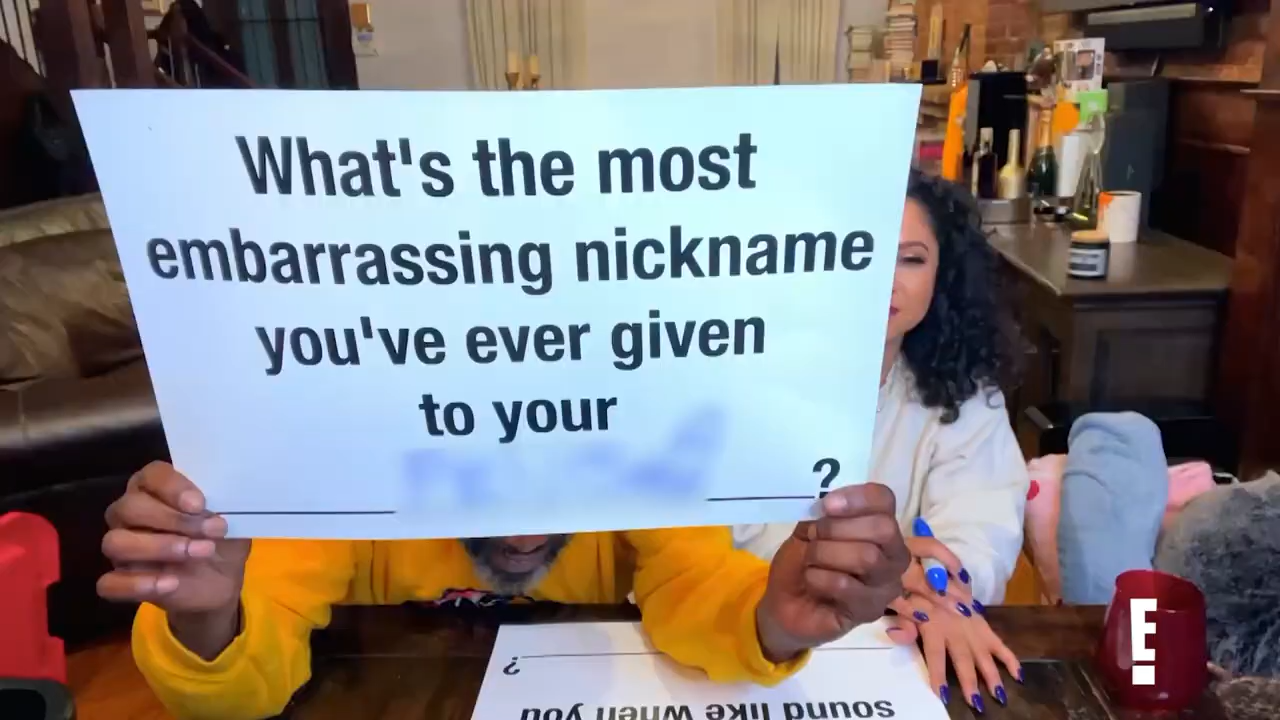 What's the most
embarrassing nickname
you've ever given
to your
?
?
sound like when you
E!